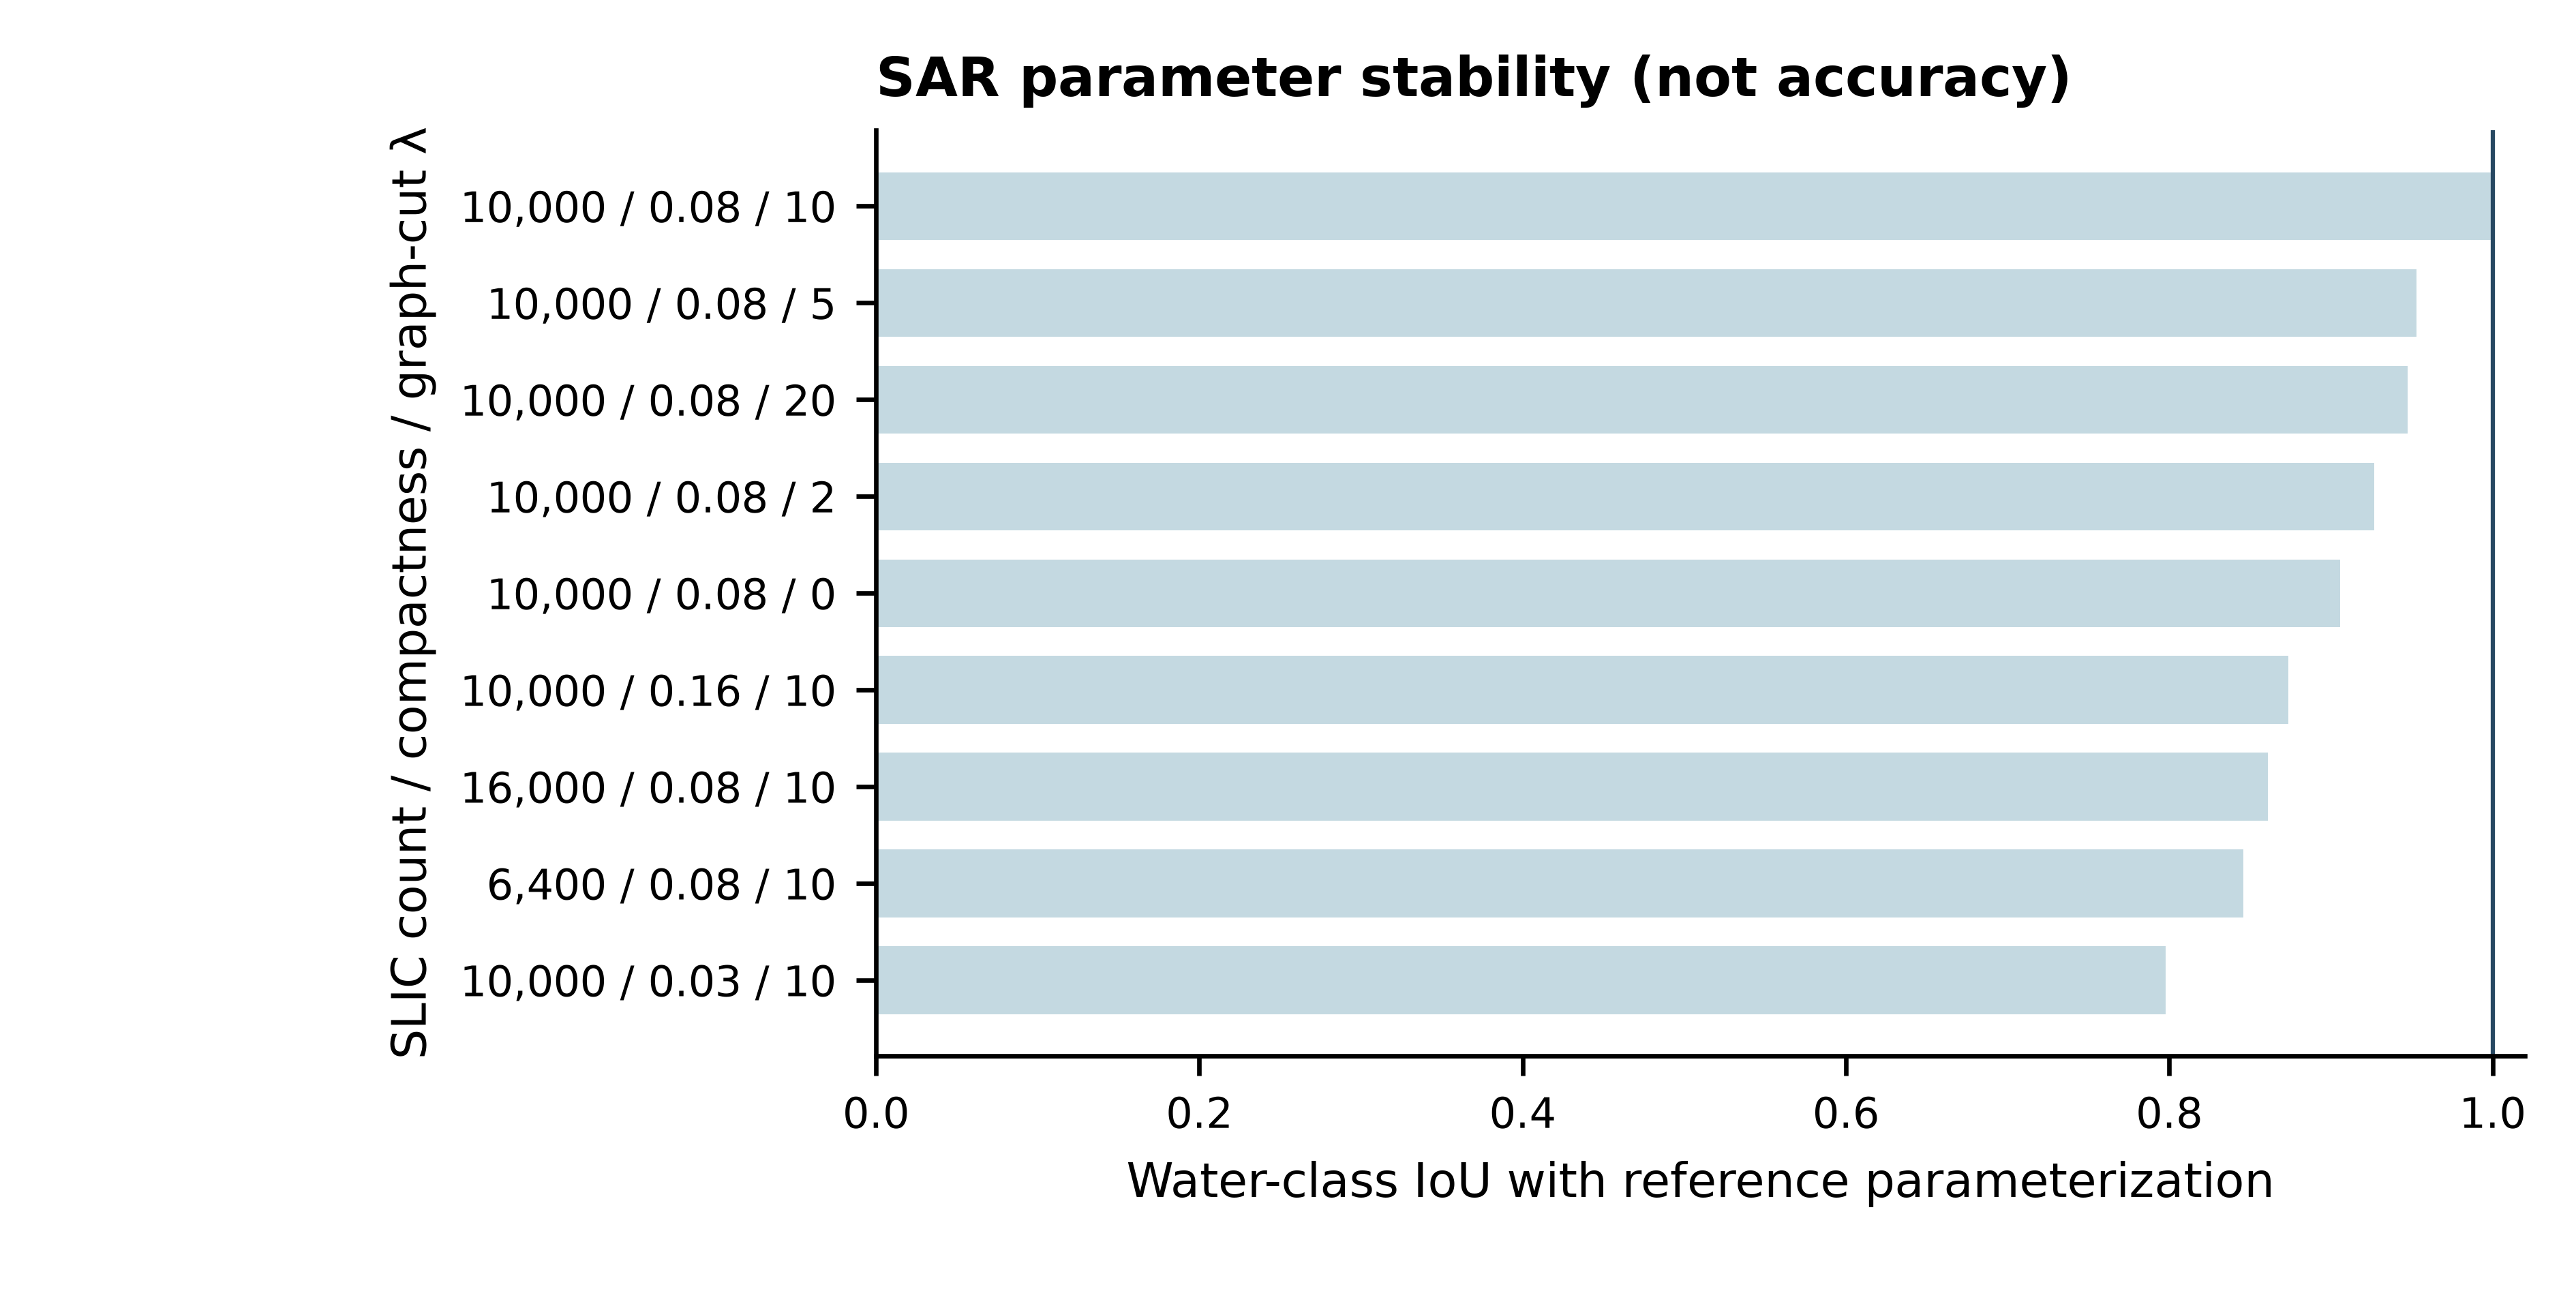 SAR parameter stability (not accuracy)
SLIC count / compactness / graph-cut λ
10,000 / 0.08 / 10
10,000 / 0.08 / 5
10,000 / 0.08 / 20
10,000 / 0.08 / 2
10,000 / 0.08 / 0
10,000 / 0.16 / 10
16,000 / 0.08 / 10
6,400 / 0.08 / 10
10,000 / 0.03 / 10
0.0 0.2 0.4 0.6 0.8 1.0
Water-class IoU with reference parameterization